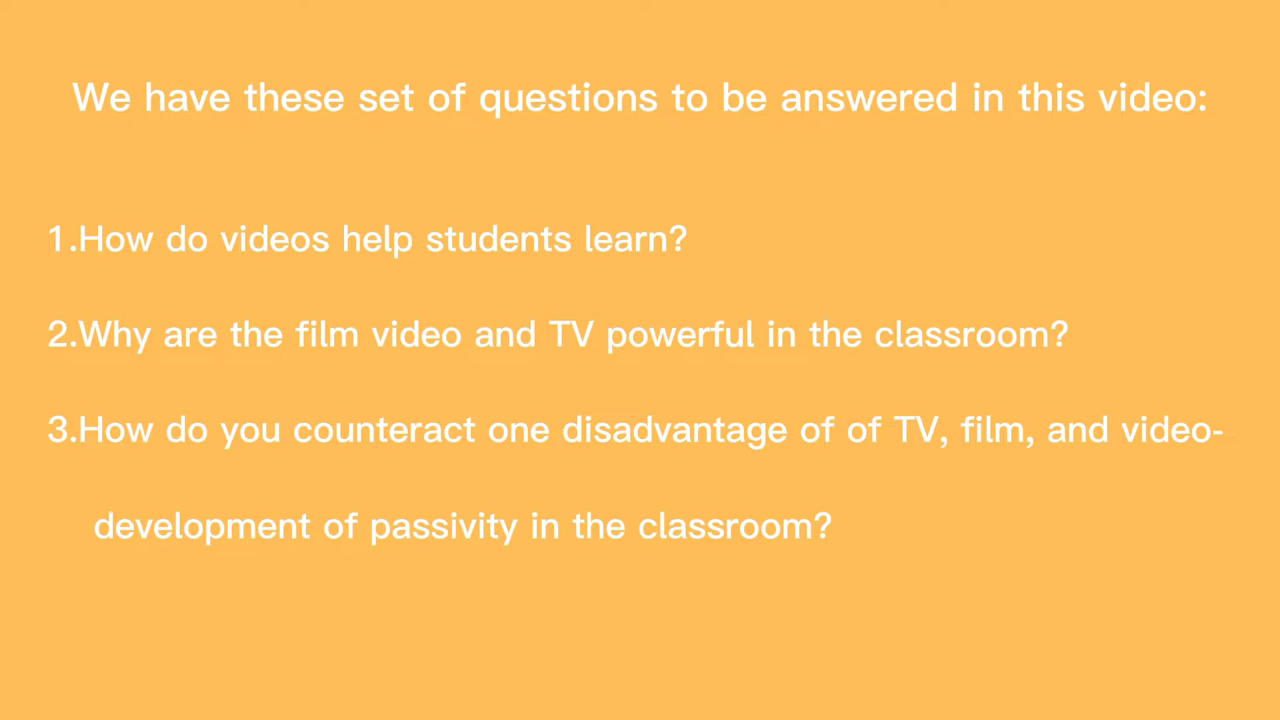 We have these set of questions to be answered in this video:
1.How do videos help students learn?
2.Why are the film video and TV powerful in the classroom?
3.How do you counteract one disadvantage of of TV, film, and video-
development of passivity in the classroom?